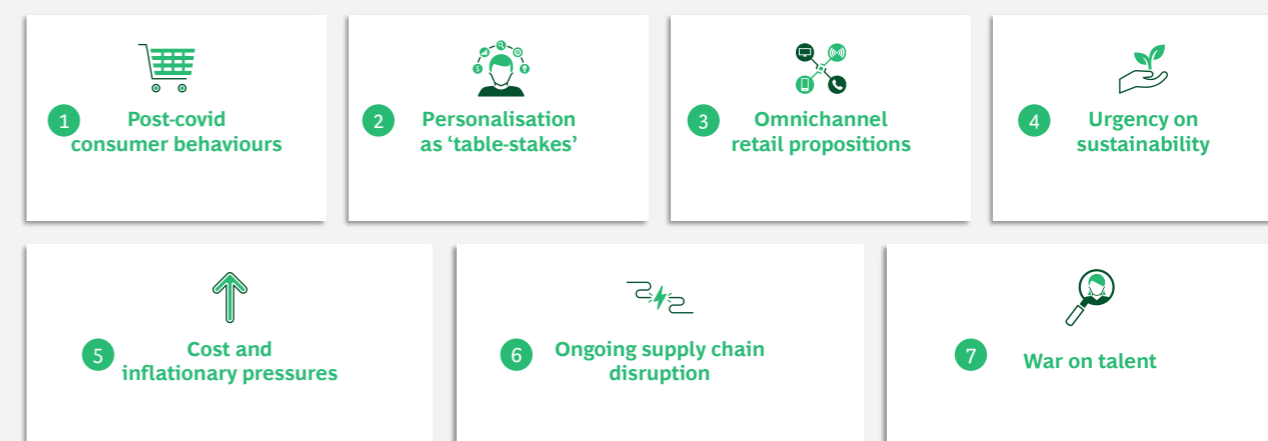 1
Post-covid
consumer behaviours
2
Personalisation
as ‘table-stakes’
3
Omnichannel
retail propositions
4
Urgency on
sustainability
5
Cost and
inflationary pressures
6
Ongoing supply chain
disruption
7
War on talent